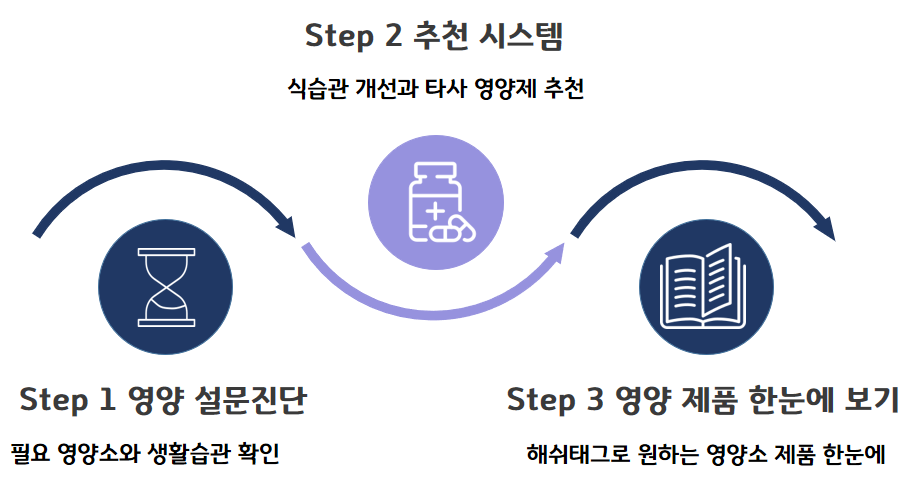 Step 2 추천 시스템
식습관 개선과 타사 영양제 추천
Step 1 영양 설문진단
필요 영양소와 생활습관 확인
Step 3 영양 제품 한눈에 보기
해쉬태그로 원하는 영양소 제품 한눈에